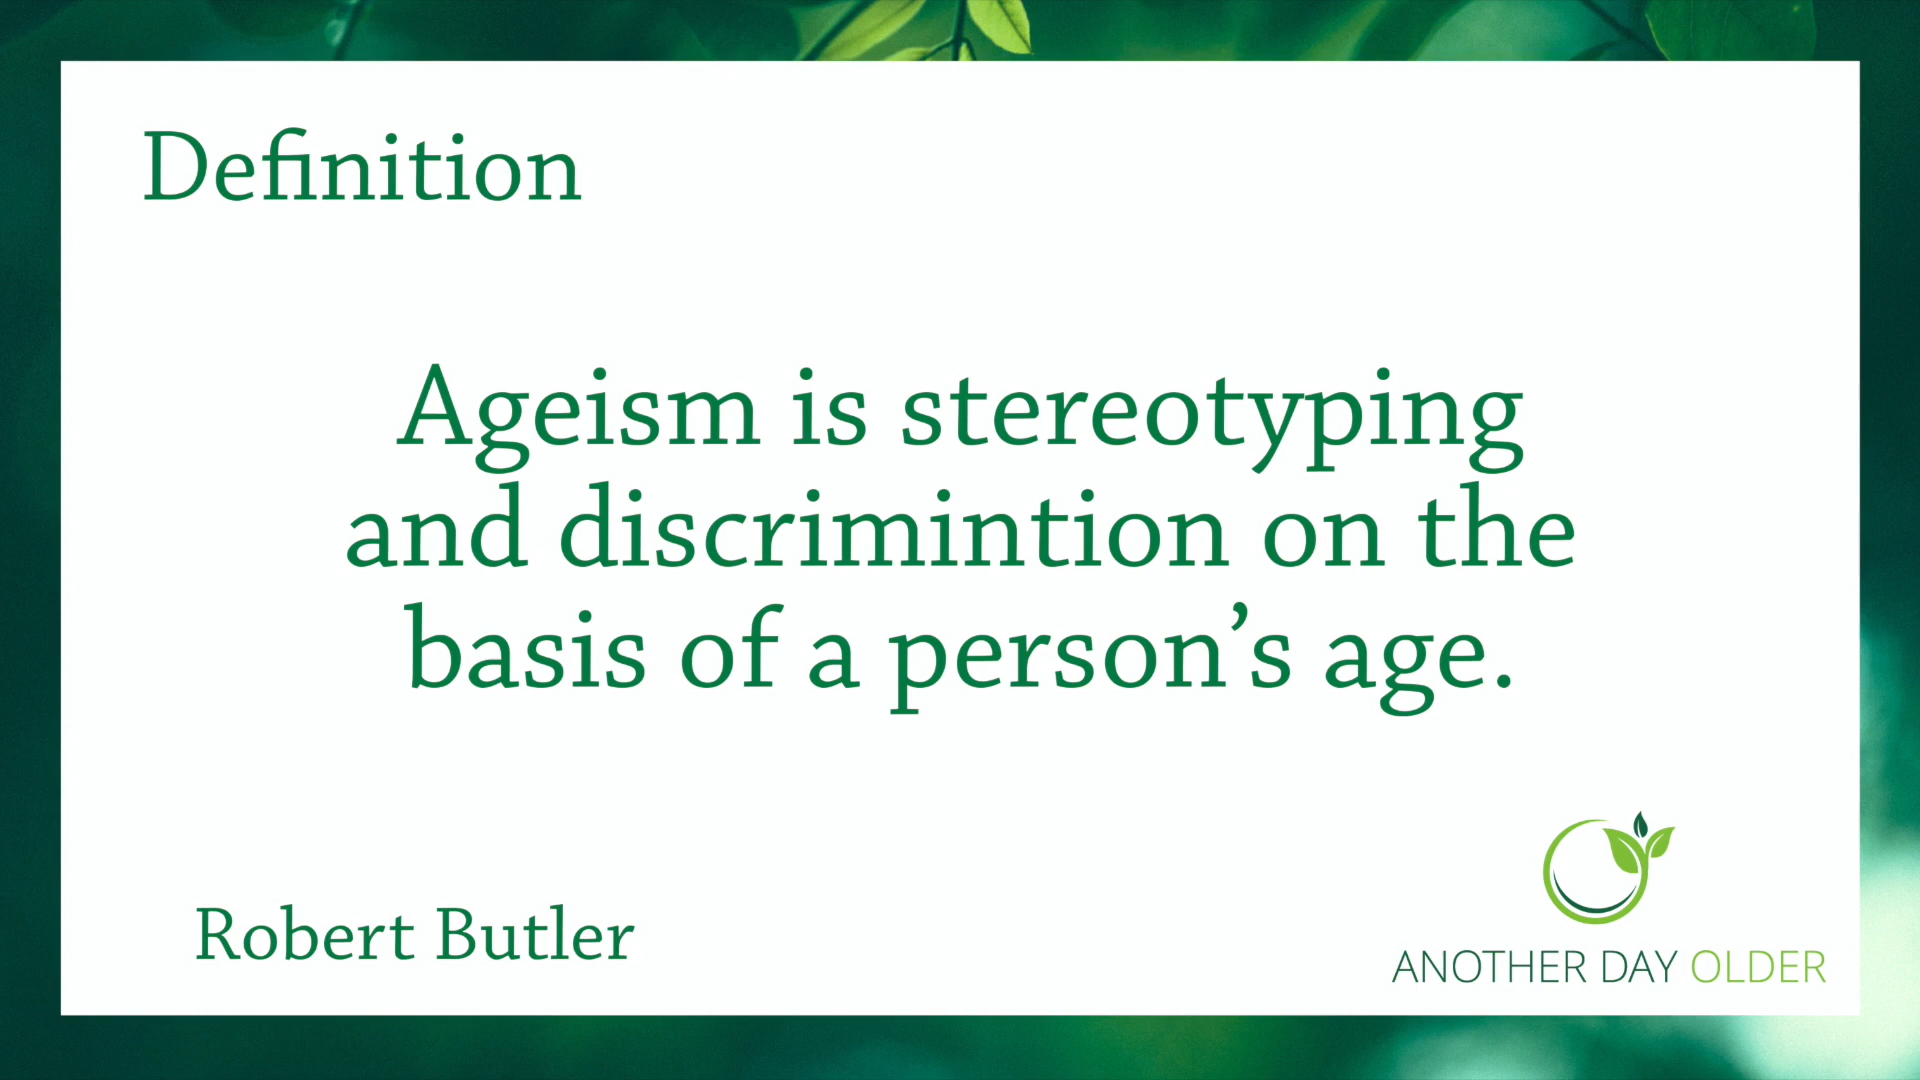 Definition
Ageism is stereotyping
and discrimintion on the
basis of a person’s age.
Robert Butler
ANOTHER DAY OLDER